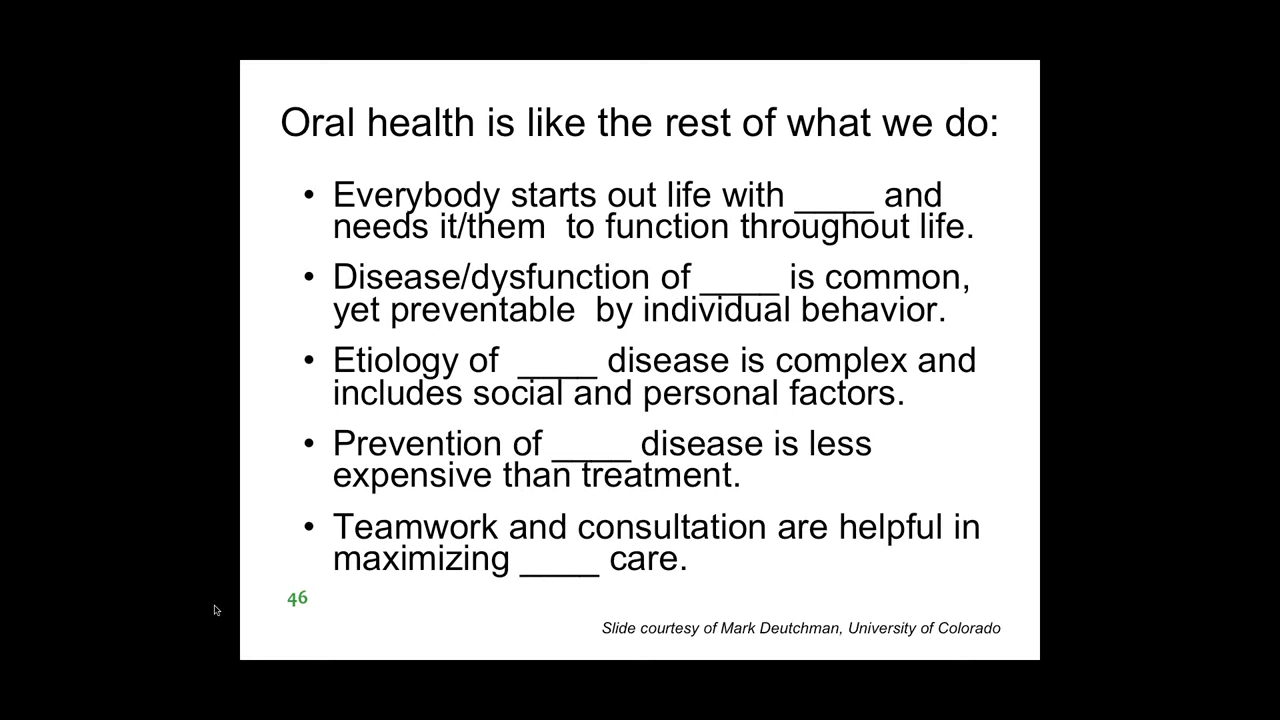 Oral health is like the rest of what we do:
• Everybody starts out life with ____ and
needs it/them  to function throughout life.
• Disease/dysfunction of ____ is common,
yet preventable  by individual behavior.
• Etiology of  ____ disease is complex and
includes social and personal factors.
• Prevention of ____ disease is less
expensive than treatment.
• Teamwork and consultation are helpful in
maximizing ____ care.
46
Slide courtesy of Mark Deutchman, University of Colorado